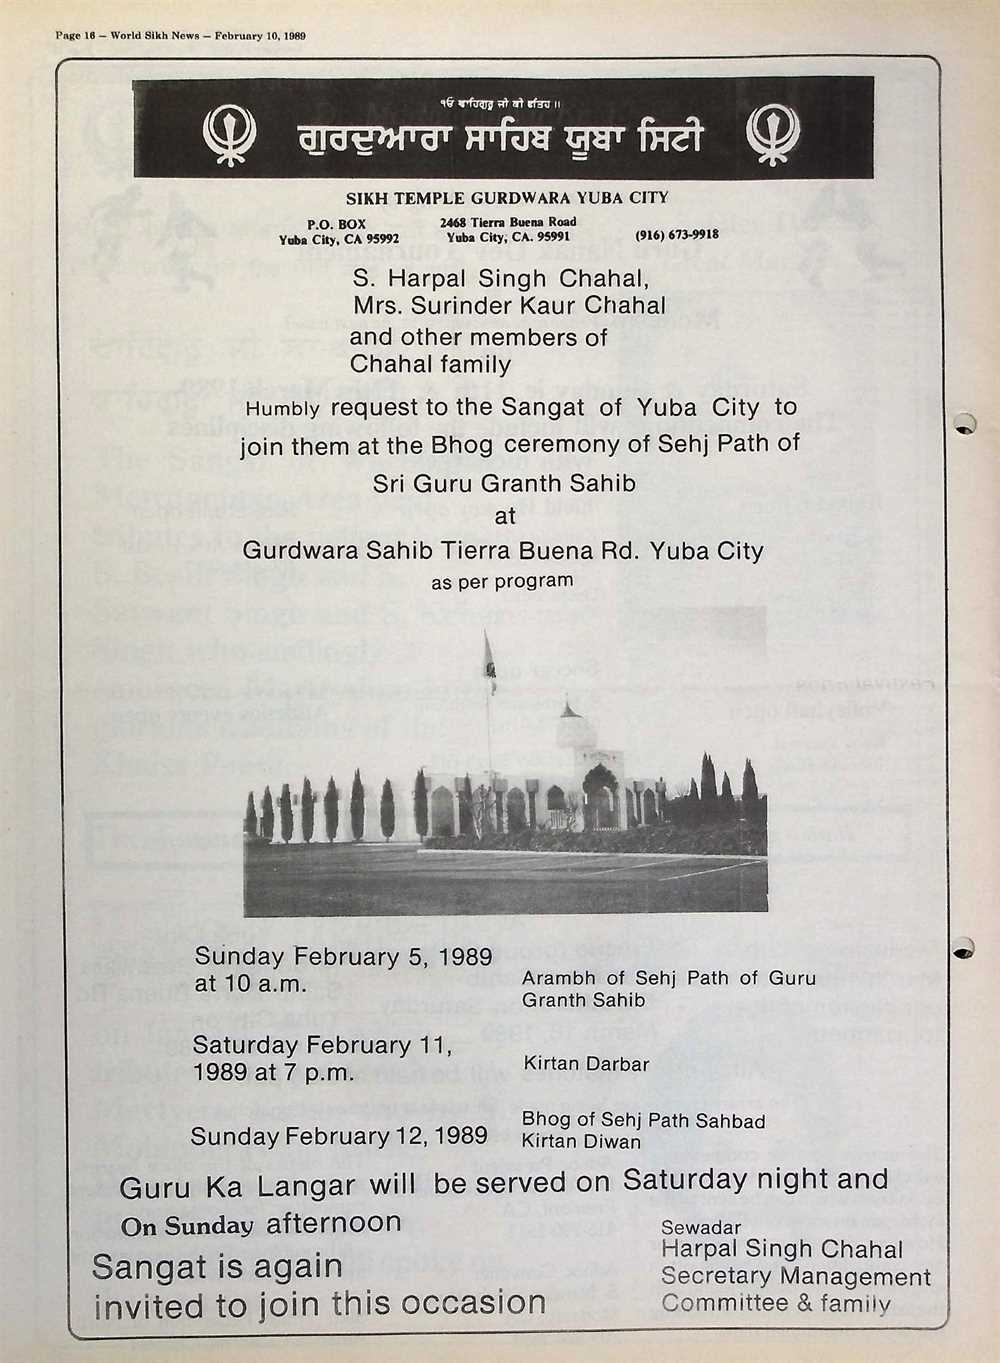 Page 16 — World Sikh News — February 10, 1989
੧ਓ ਵਾਹਿਗੁਰੂ ਜੀ ਕੀ ਫਤਿਹ ॥
ਗੁਰਦੁਆਰਾ ਸਾਹਿਬ ਯੂਬਾ ਸਿਟੀ
SIKH TEMPLE GURDWARA YUBA CITY
P.O. BOX
Yuba City, CA 95992
2468 Tierra Buena Road
Yuba City, CA. 95991
(916) 673-9918
S. Harpal Singh Chahal,
Mrs. Surinder Kaur Chahal
and other members of
Chahal family
Humbly request to the Sangat of Yuba City to
join them at the Bhog ceremony of Sehj Path of
Sri Guru Granth Sahib
at
Gurdwara Sahib Tierra Buena Rd. Yuba City
as per program
Sunday February 5, 1989
at 10 a.m.
Arambh of Sehj Path of Guru
Granth Sahib
Saturday February 11,
1989 at 7 p.m.
Kirtan Darbar
Sunday February 12, 1989
Bhog of Sehj Path Sahbad
Kirtan Diwan
Guru Ka Langar will be served on Saturday night and
On Sunday afternoon
Sangat is again
invited to join this occasion
Sewadar
Harpal Singh Chahal
Secretary Management
Committee & family